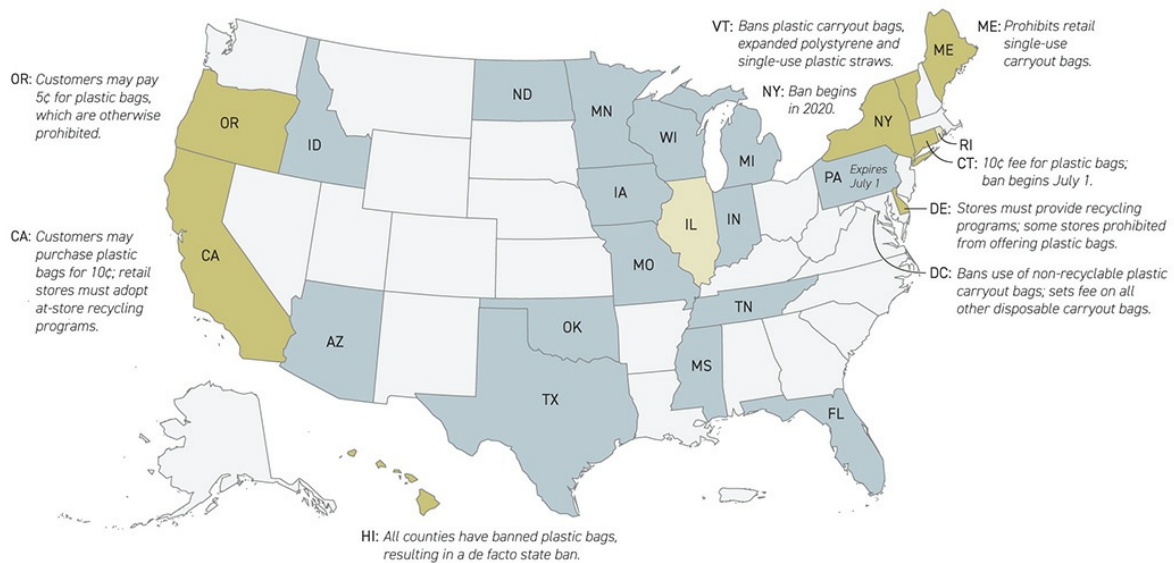 VT: Bans plastic carryout bags,
expanded polystyrene and
single-use plastic straws.
ME: Prohibits retail
single-use
carryout bags.
ME
OR: Customers may pay
5¢ for plastic bags,
which are otherwise
prohibited.
NY: Ban begins
in 2020.
OR
ID
ND
MN
WI
MI
NY
RI
CT: 10¢ fee for plastic bags;
ban begins July 1.
PA
Expires
July 1
IA
IL
IN
DE: Stores must provide recycling
programs; some stores prohibited
from offering plastic bags.
CA: Customers may
purchase plastic
bags for 10¢; retail
stores must adopt
at-store recycling
programs.
CA
MO
DC: Bans use of non-recyclable plastic
carryout bags; sets fee on all
other disposable carryout bags.
AZ
OK
TN
TX
MS
FL
HI: All counties have banned plastic bags,
resulting in a de facto state ban.